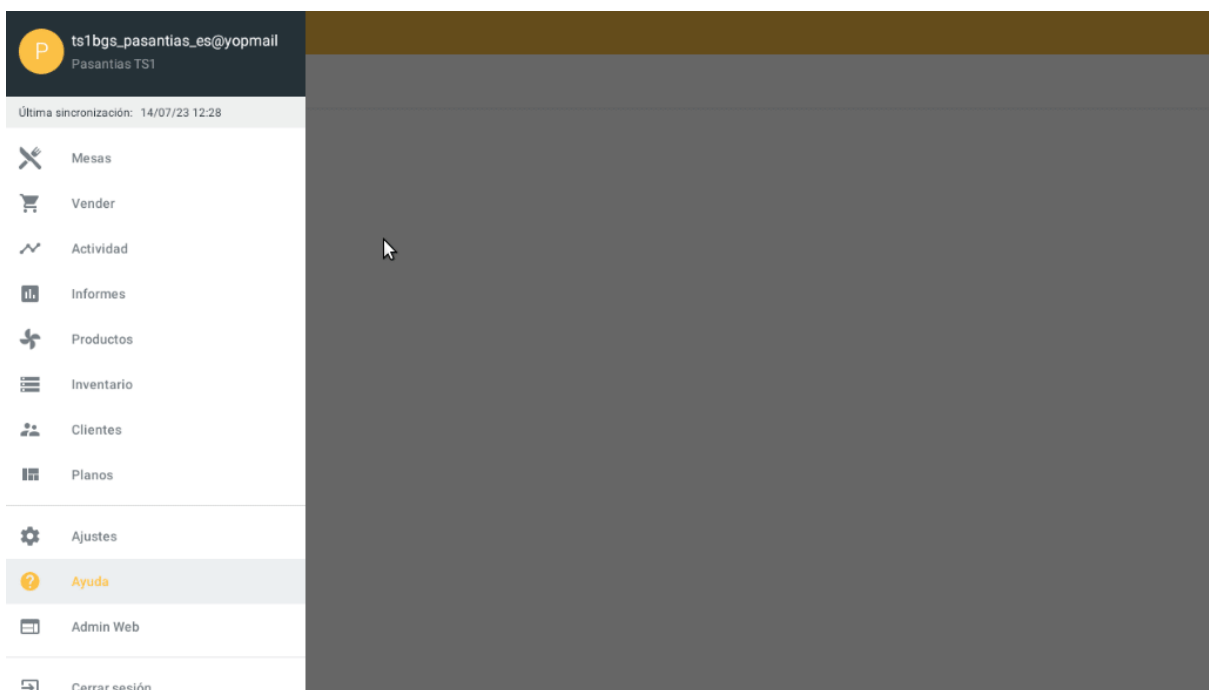 P
ts1bgs_pasantias_es@yopmail
Pasantias TS1
Última sincronización: 14/07/23 12:28
Mesas
Vender
Actividad
Informes
Productos
Inventario
Clientes
Planos
Ajustes
? Ayuda
Admin Web
Cerrar sesión